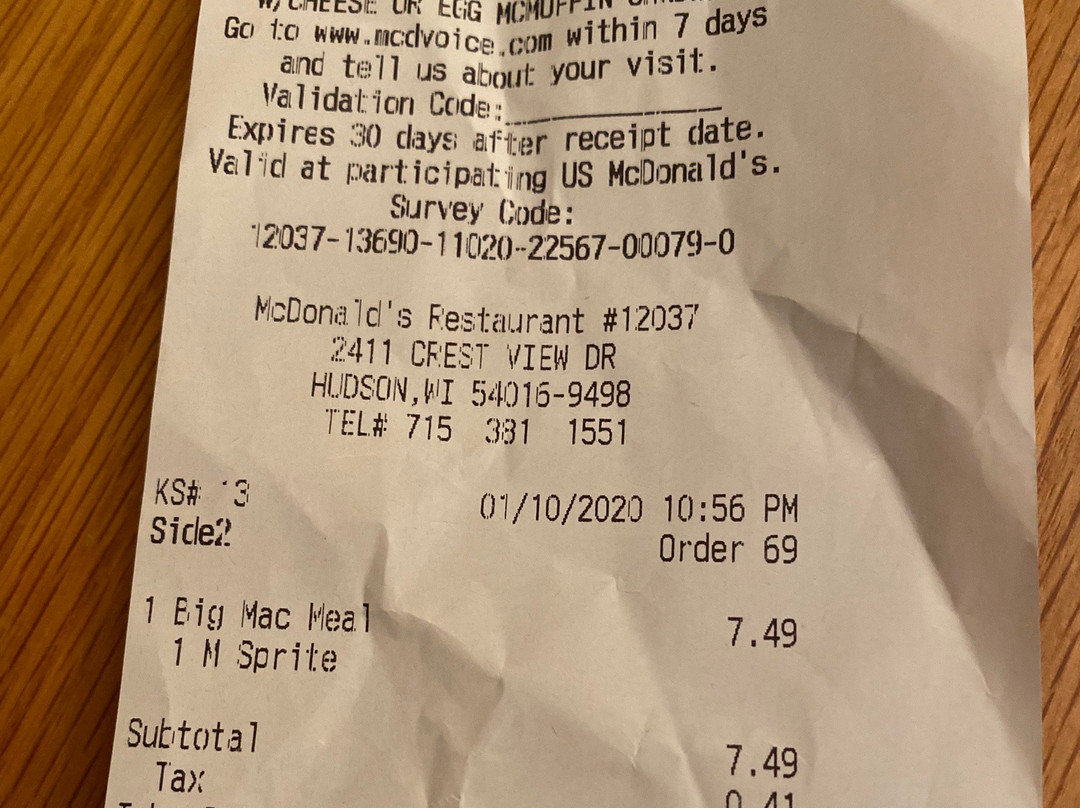 W/CHEESE OR EGG MCMUFFIN
Go to www.mcdvoice.com within 7 days
and tell us about your visit.
Validation Code:______________
Expires 30 days after receipt date.
Valid at participating US McDonald's.
Survey Code:
12037-13690-11020-22567-00079-0
McDonald's Restaurant #12037
2411 CREST VIEW DR
HUDSON,WI 54016-9498
TEL# 715 381 1551
KS# 13 01/10/2020 10:56 PM
Side2 Order 69
1 Big Mac Meal 7.49
1 M Sprite
Subtotal 7.49
Tax 0.41